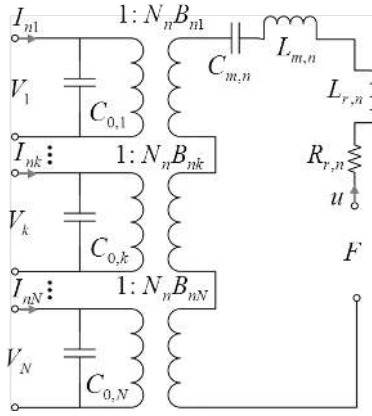 I_{n1} 1: N_n B_{n1}
C_{m,n} L_{m,n}
V_1 C_{0,1} L_{r,n}
I_{nk} 1: N_n B_{nk} R_{r,n}
u
V_k C_{0,k} F
I_{nN} 1: N_n B_{nN}
V_N C_{0,N}